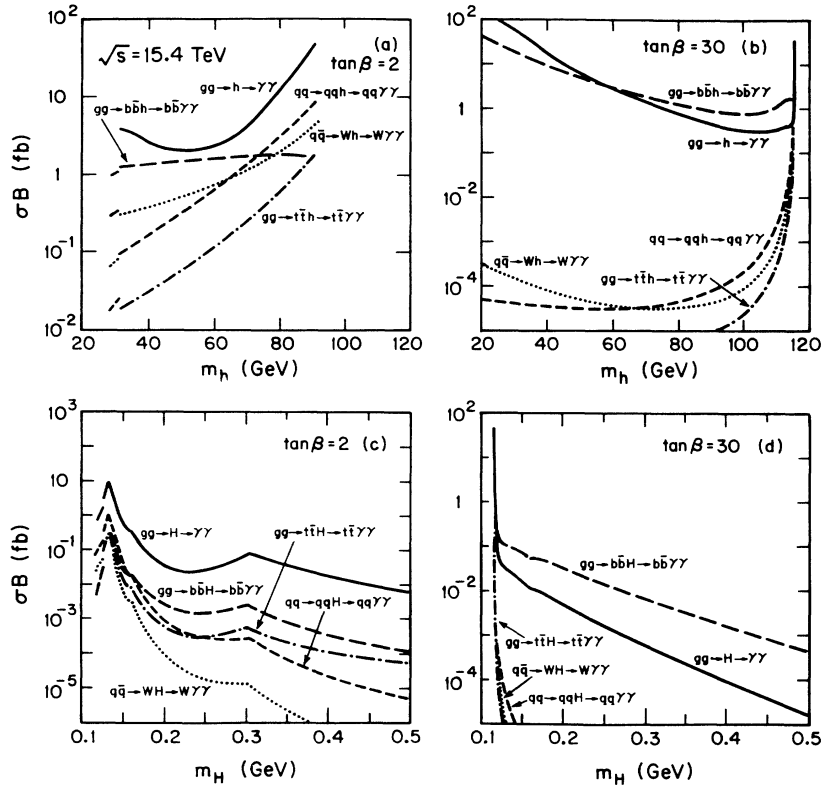 10²
10
1
10⁻¹
10⁻²
σB (fb)
√s = 15.4 TeV
(a)
tanβ = 2
gg→h→γγ
qq→qqh→qqγγ
gg→bb̄h→bb̄γγ
qq̄→Wh→Wγγ
gg→tt̄h→tt̄γγ
20 40 60 80 100 120
m_h (GeV)
10²
1
10⁻²
10⁻⁴
tanβ = 30 (b)
gg→bb̄h→bb̄γγ
gg→h→γγ
qq→qqh→qqγγ
qq̄→Wh→Wγγ
gg→tt̄h→tt̄γγ
20 40 60 80 100 120
m_h (GeV)
10³
10
10⁻¹
10⁻³
10⁻⁵
σB (fb)
tanβ = 2 (c)
gg→H→γγ
gg→tt̄H→tt̄γγ
gg→bb̄H→bb̄γγ
qq→qqH→qqγγ
qq̄→WH→Wγγ
0.1 0.2 0.3 0.4 0.5
m_H (GeV)
10²
1
10⁻²
10⁻⁴
tanβ = 30 (d)
gg→bb̄H→bb̄γγ
gg→tt̄H→tt̄γγ
gg→H→γγ
qq̄→WH→Wγγ
qq→qqH→qqγγ
0.1 0.2 0.3 0.4 0.5
m_H (GeV)